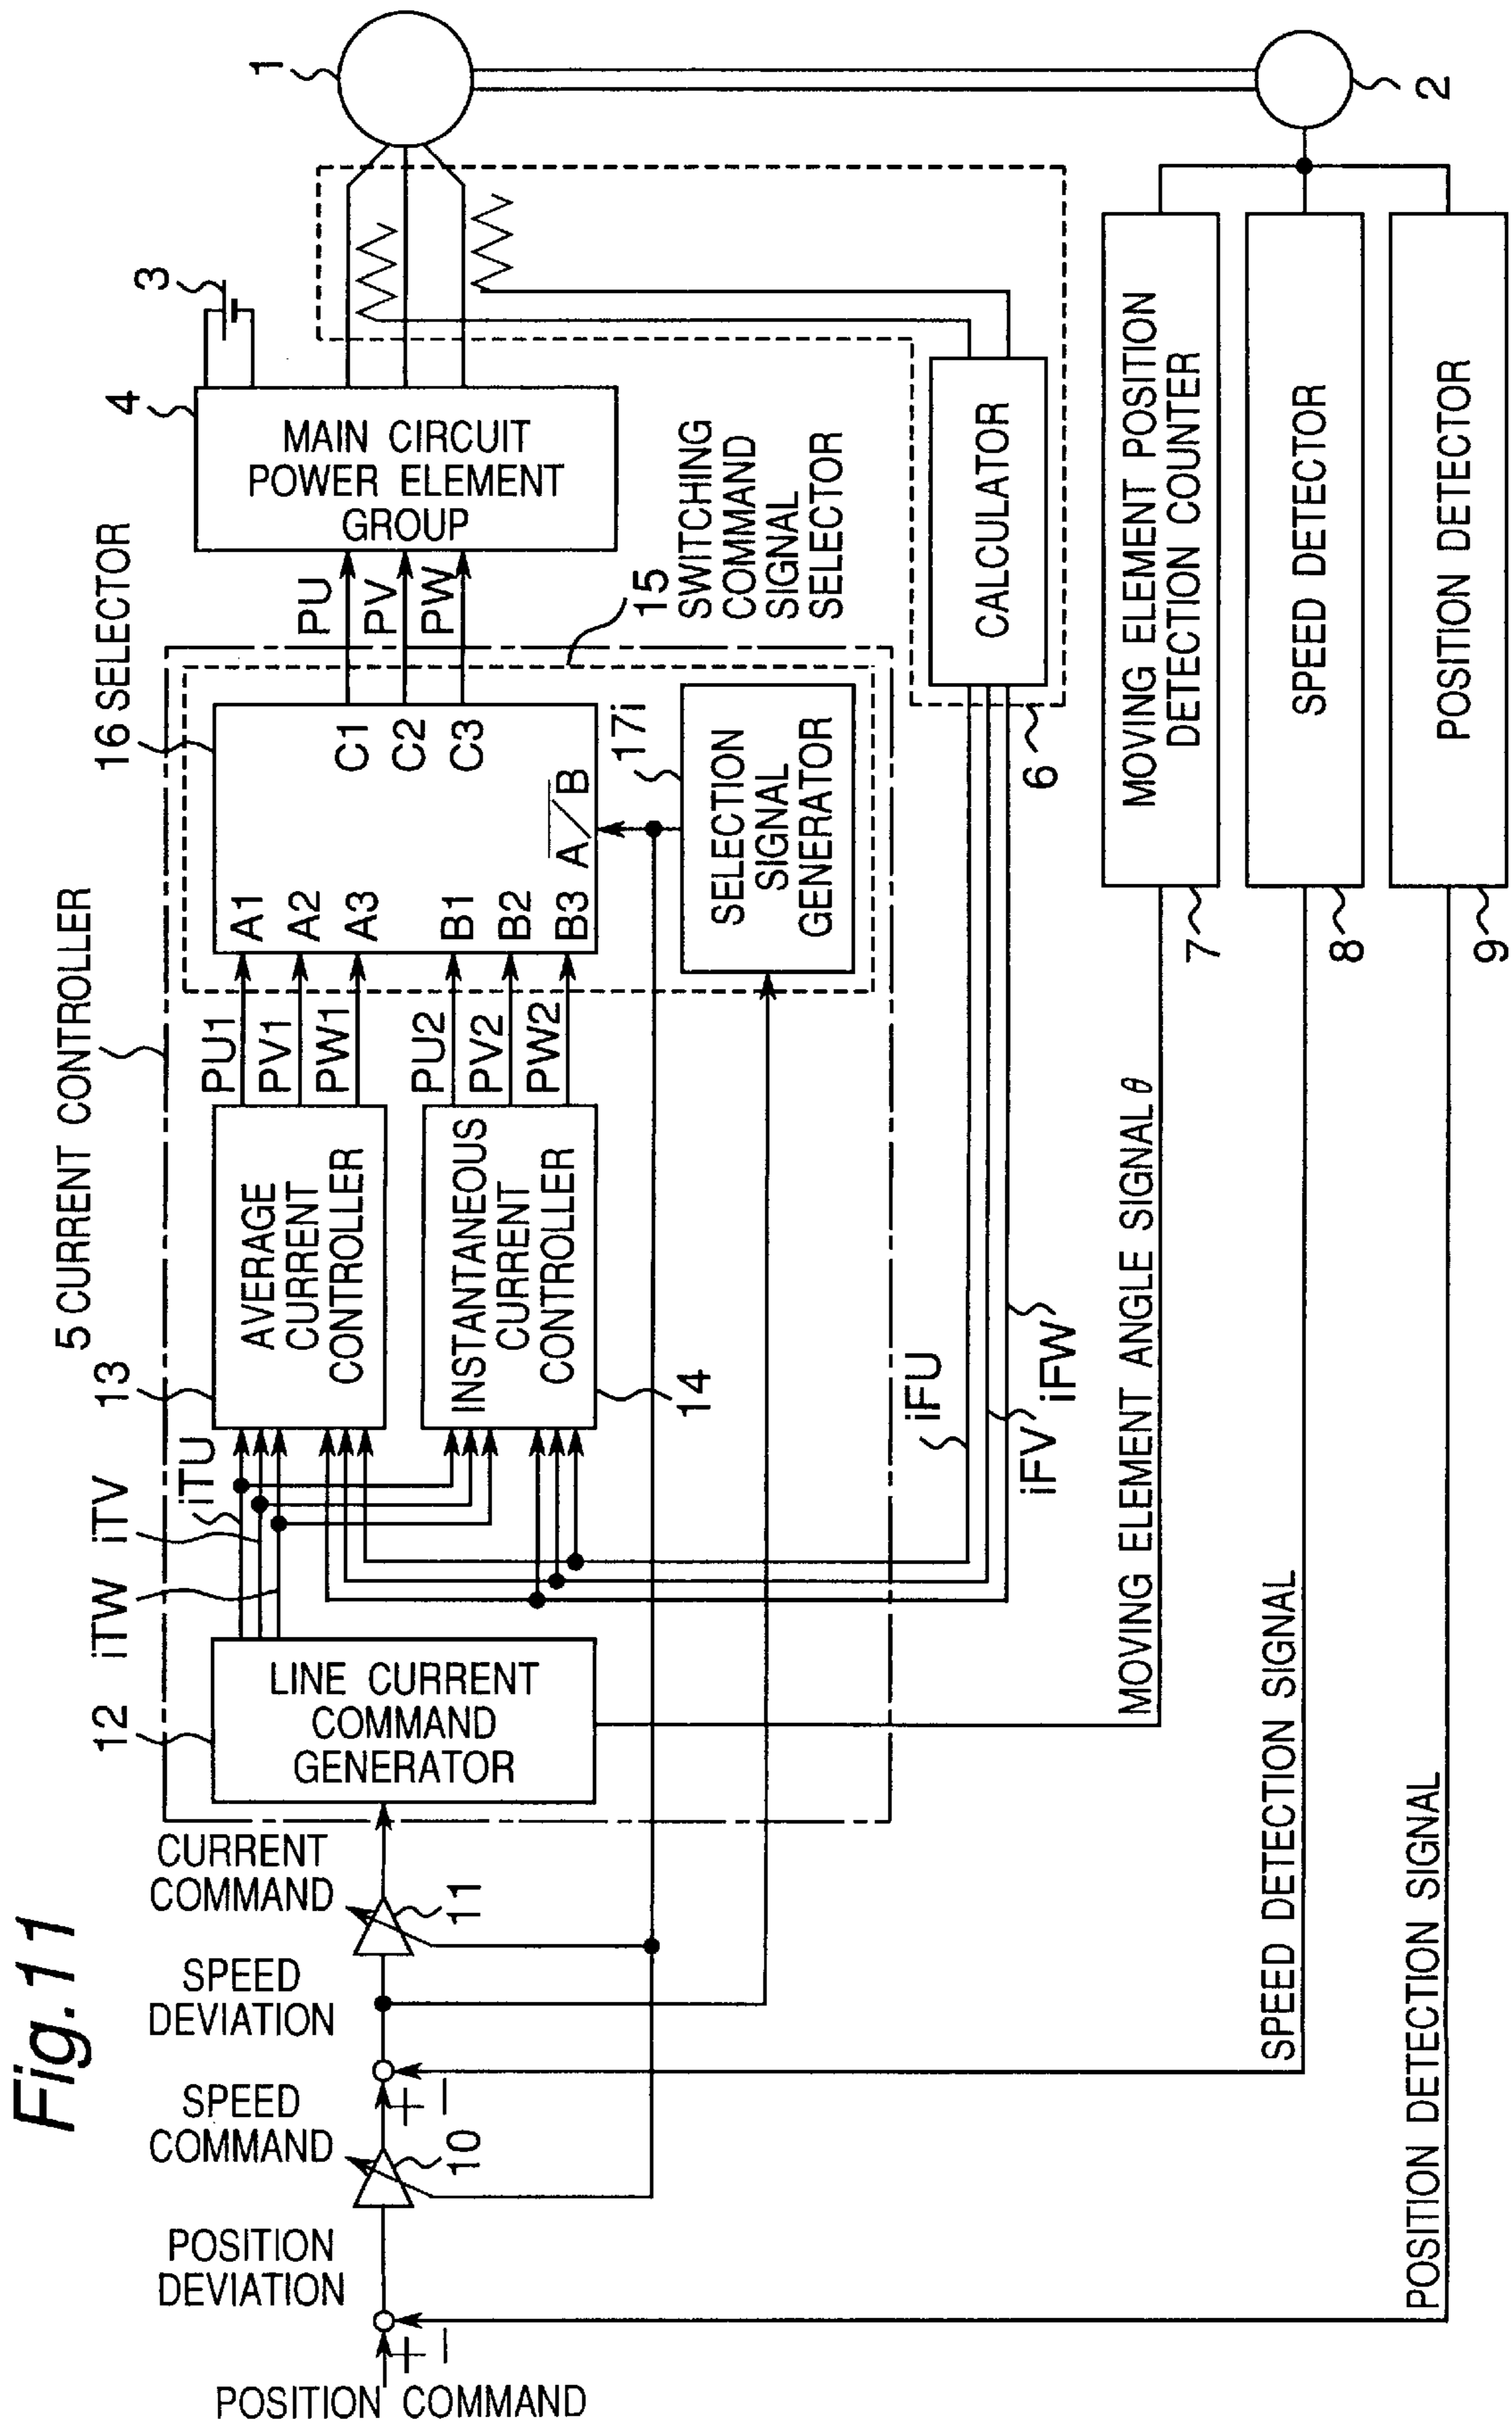 Fig.11
POSITION COMMAND
+
−
POSITION
DEVIATION
10
SPEED
COMMAND
+
−
SPEED
DEVIATION
11
CURRENT
COMMAND
5 CURRENT CONTROLLER
12
LINE CURRENT
COMMAND
GENERATOR
iTW
iTV
iTU
13
AVERAGE
CURRENT
CONTROLLER
14
INSTANTANEOUS
CURRENT
CONTROLLER
PU1
PV1
PW1
PU2
PV2
PW2
16 SELECTOR
A1
A2
A3
B1
B2
B3
C1
C2
C3
A/B
17i
SELECTION
SIGNAL
GENERATOR
15
SWITCHING
COMMAND
SIGNAL
SELECTOR
PU
PV
PW
4
MAIN CIRCUIT
POWER ELEMENT
GROUP
3
1
2
CALCULATOR
6
iFU
iFV
iFW
MOVING ELEMENT POSITION
DETECTION COUNTER
7
SPEED DETECTOR
8
POSITION DETECTOR
9
MOVING ELEMENT ANGLE SIGNAL θ
SPEED DETECTION SIGNAL
POSITION DETECTION SIGNAL